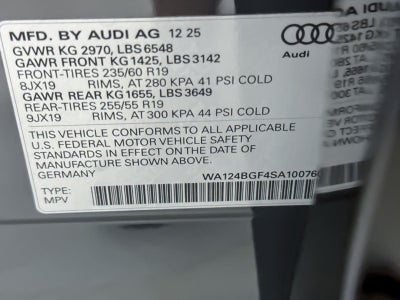 MFD. BY AUDI AG 12 25
GVWR KG 2970, LBS 6548
GAWR FRONT KG 1425, LBS 3142
FRONT-TIRES 235/60 R19
8JX19 RIMS, AT 280 KPA 41 PSI COLD
GAWR REAR KG 1655, LBS 3649
REAR-TIRES 255/55 R19
9JX19 RIMS, AT 300 KPA 44 PSI COLD
THIS VEHICLE CONFORMS TO ALL APPLICABLE
U.S. FEDERAL MOTOR VEHICLE SAFETY
STANDARDS IN EFFECT ON THE DATE OF
MANUFACTURE SHOWN ABOVE.
GERMANY WA124BGF4SA10076
TYPE:
MPV
Audi